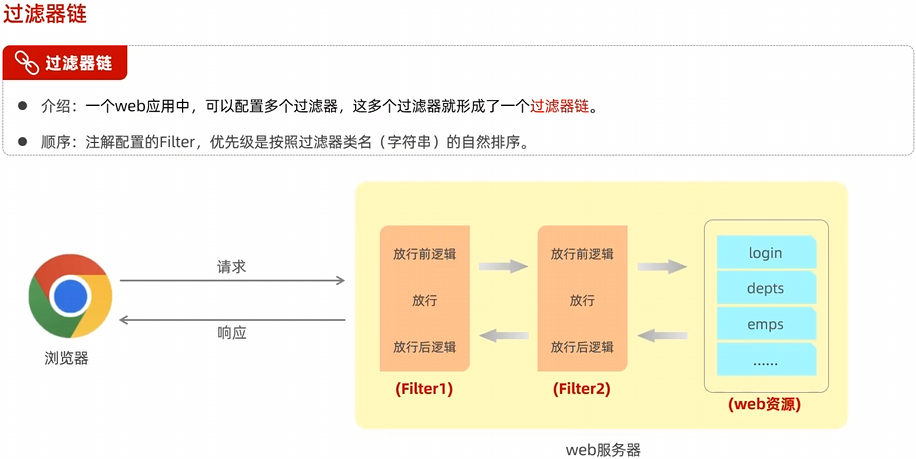 过滤器链
过滤器链
介绍：一个web应用中，可以配置多个过滤器，这多个过滤器就形成了一个过滤器链。
顺序：注解配置的Filter，优先级是按照过滤器类名（字符串）的自然排序。
请求
响应
浏览器
放行前逻辑
放行
放行后逻辑
(Filter1)
放行前逻辑
放行
放行后逻辑
(Filter2)
login
depts
emps
......
(web资源)
web服务器